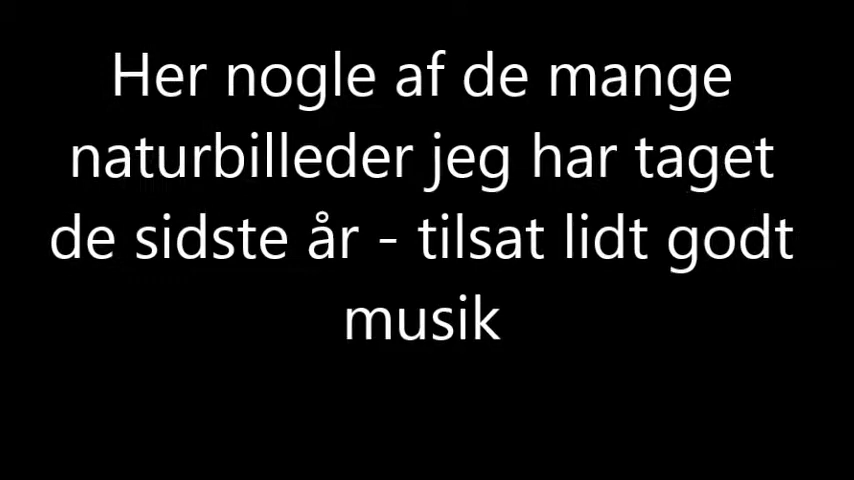 Her nogle af de mange
naturbilleder jeg har taget
de sidste år - tilsat lidt godt
musik